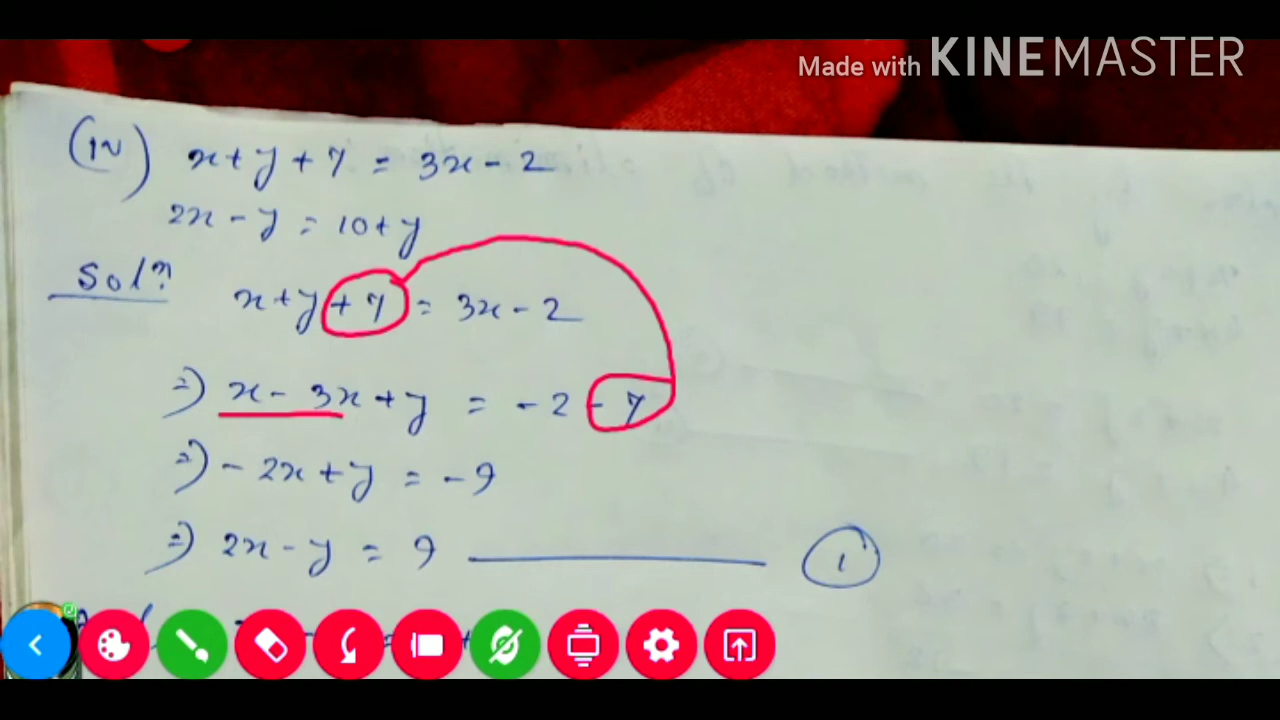 Made with KINEMASTER
(iv) x+y+7 = 3x-2
2x-y = 10+y
Solⁿ
x+y+7 = 3x-2
⇒) x-3x+y = -2-7
⇒) -2x+y = -9
⇒) 2x-y = 9 ——— ①